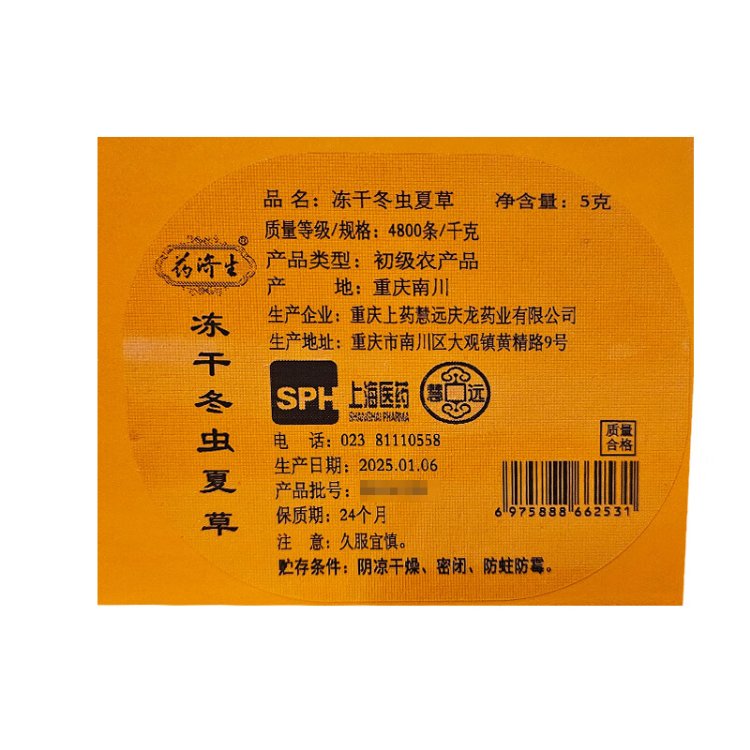 品 名：冻干冬虫夏草 净含量：5克
质量等级/规格：4800条/千克
产品类型：初级农产品
产 地：重庆南川
生产企业：重庆上药慧远庆龙药业有限公司
生产地址：重庆市南川区大观镇黄精路9号
药济生®
冻干冬虫夏草
SPH 上海医药
SHANGHAI PHARMA
慧远
电 话：023 81110558
生产日期：2025.01.06
产品批号：
保质期：24个月
注 意：久服宜慎。
贮存条件：阴凉干燥、密闭、防蛀防霉。
质量
合格
6 975888 662531